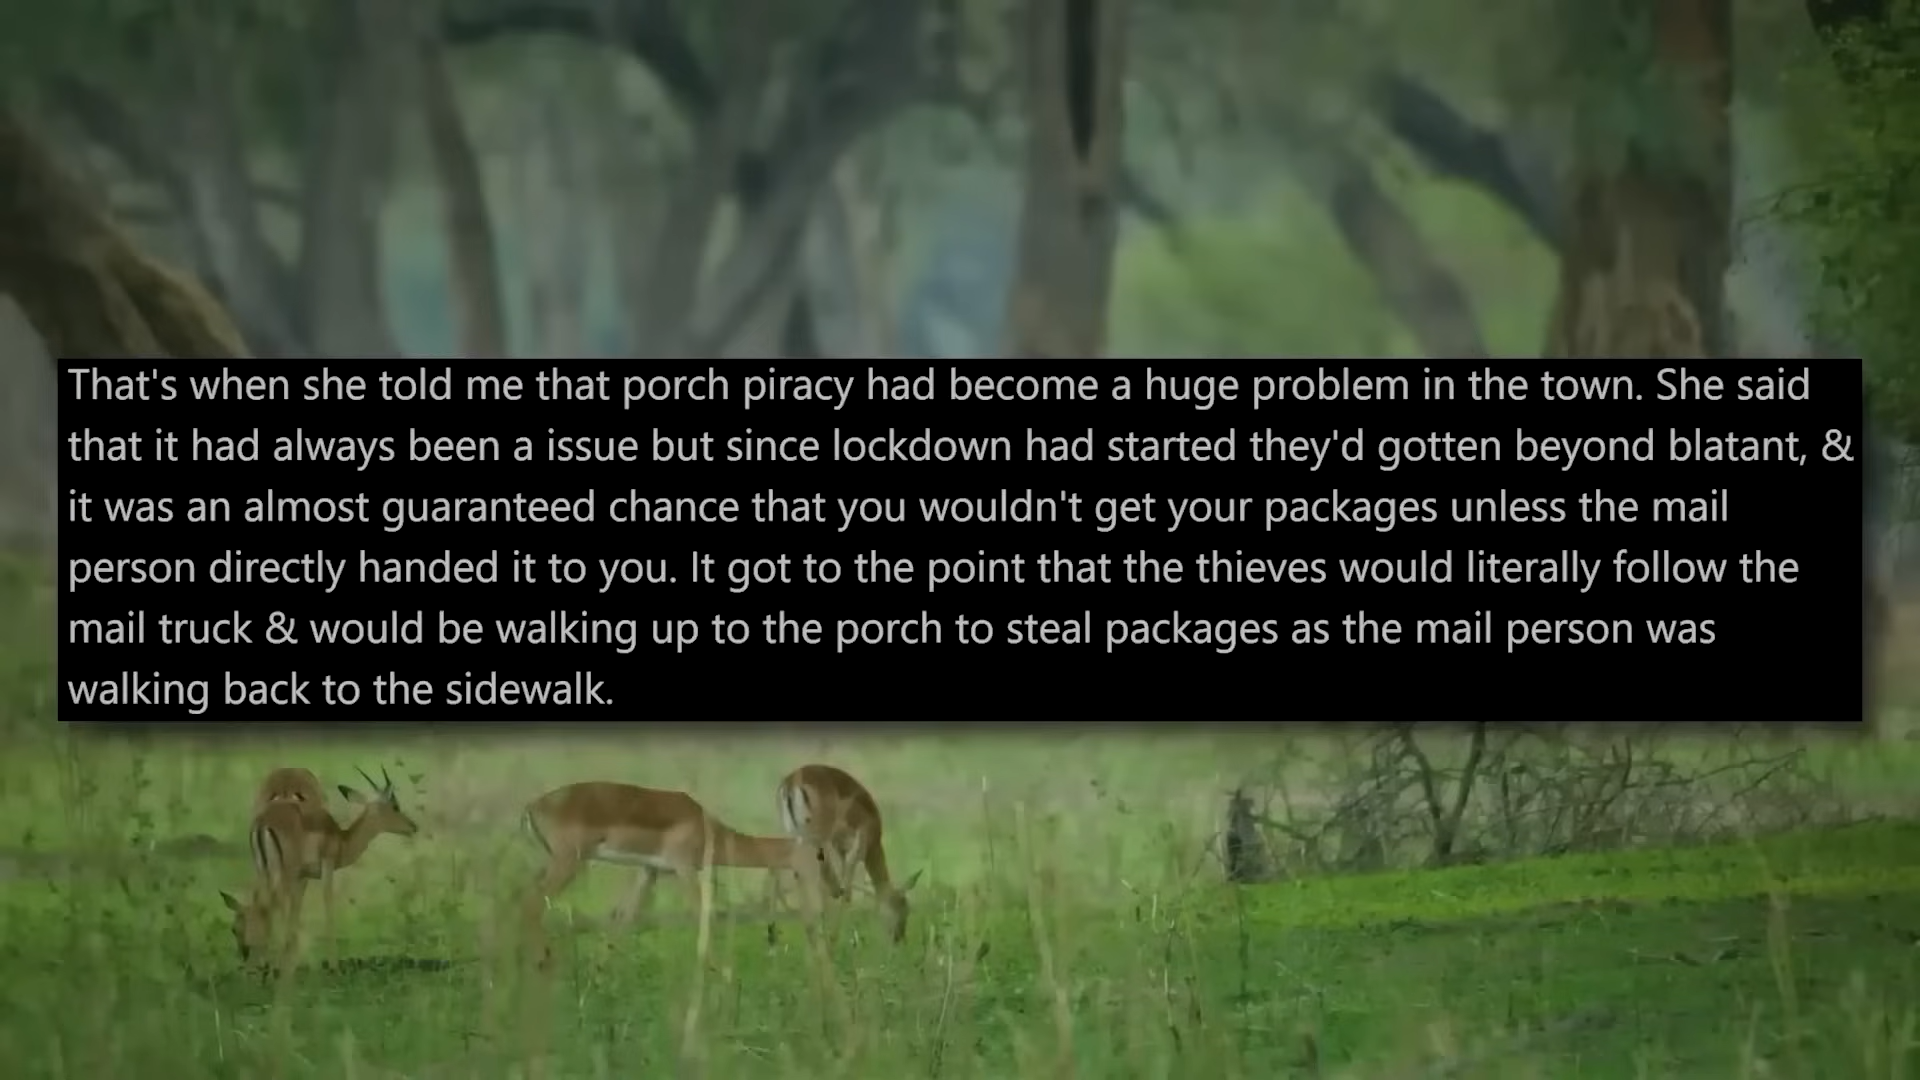 That's when she told me that porch piracy had become a huge problem in the town. She said
that it had always been a issue but since lockdown had started they'd gotten beyond blatant, &
it was an almost guaranteed chance that you wouldn't get your packages unless the mail
person directly handed it to you. It got to the point that the thieves would literally follow the
mail truck & would be walking up to the porch to steal packages as the mail person was
walking back to the sidewalk.